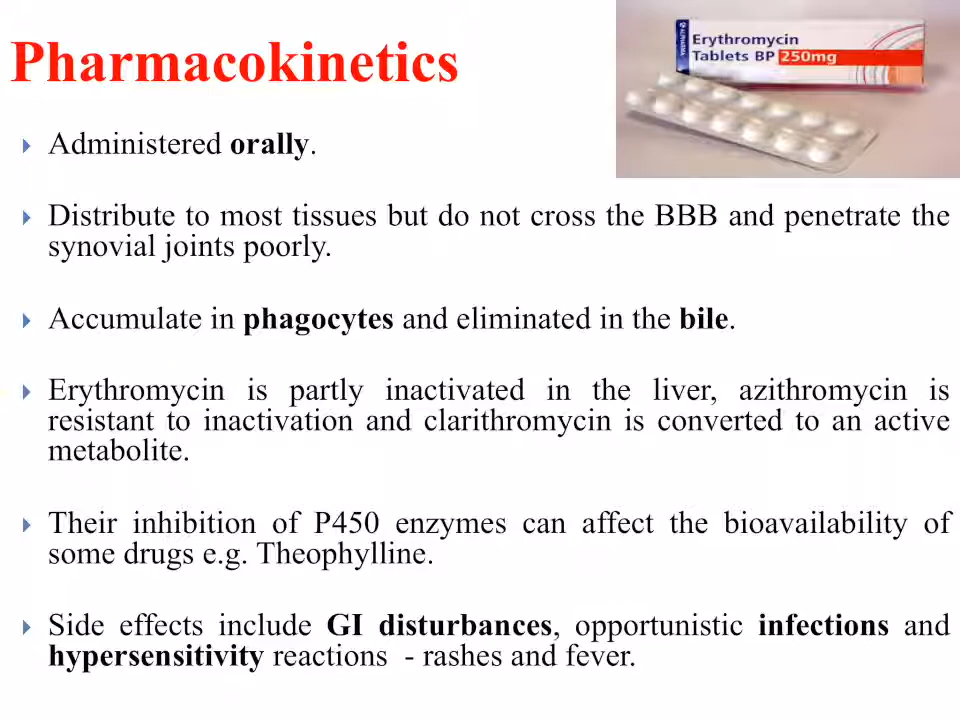 Pharmacokinetics
Erythromycin
Tablets BP 250mg
Administered orally.
Distribute to most tissues but do not cross the BBB and penetrate the
synovial joints poorly.
Accumulate in phagocytes and eliminated in the bile.
Erythromycin is partly inactivated in the liver, azithromycin is
resistant to inactivation and clarithromycin is converted to an active
metabolite.
Their inhibition of P450 enzymes can affect the bioavailability of
some drugs e.g. Theophylline.
Side effects include GI disturbances, opportunistic infections and
hypersensitivity reactions - rashes and fever.